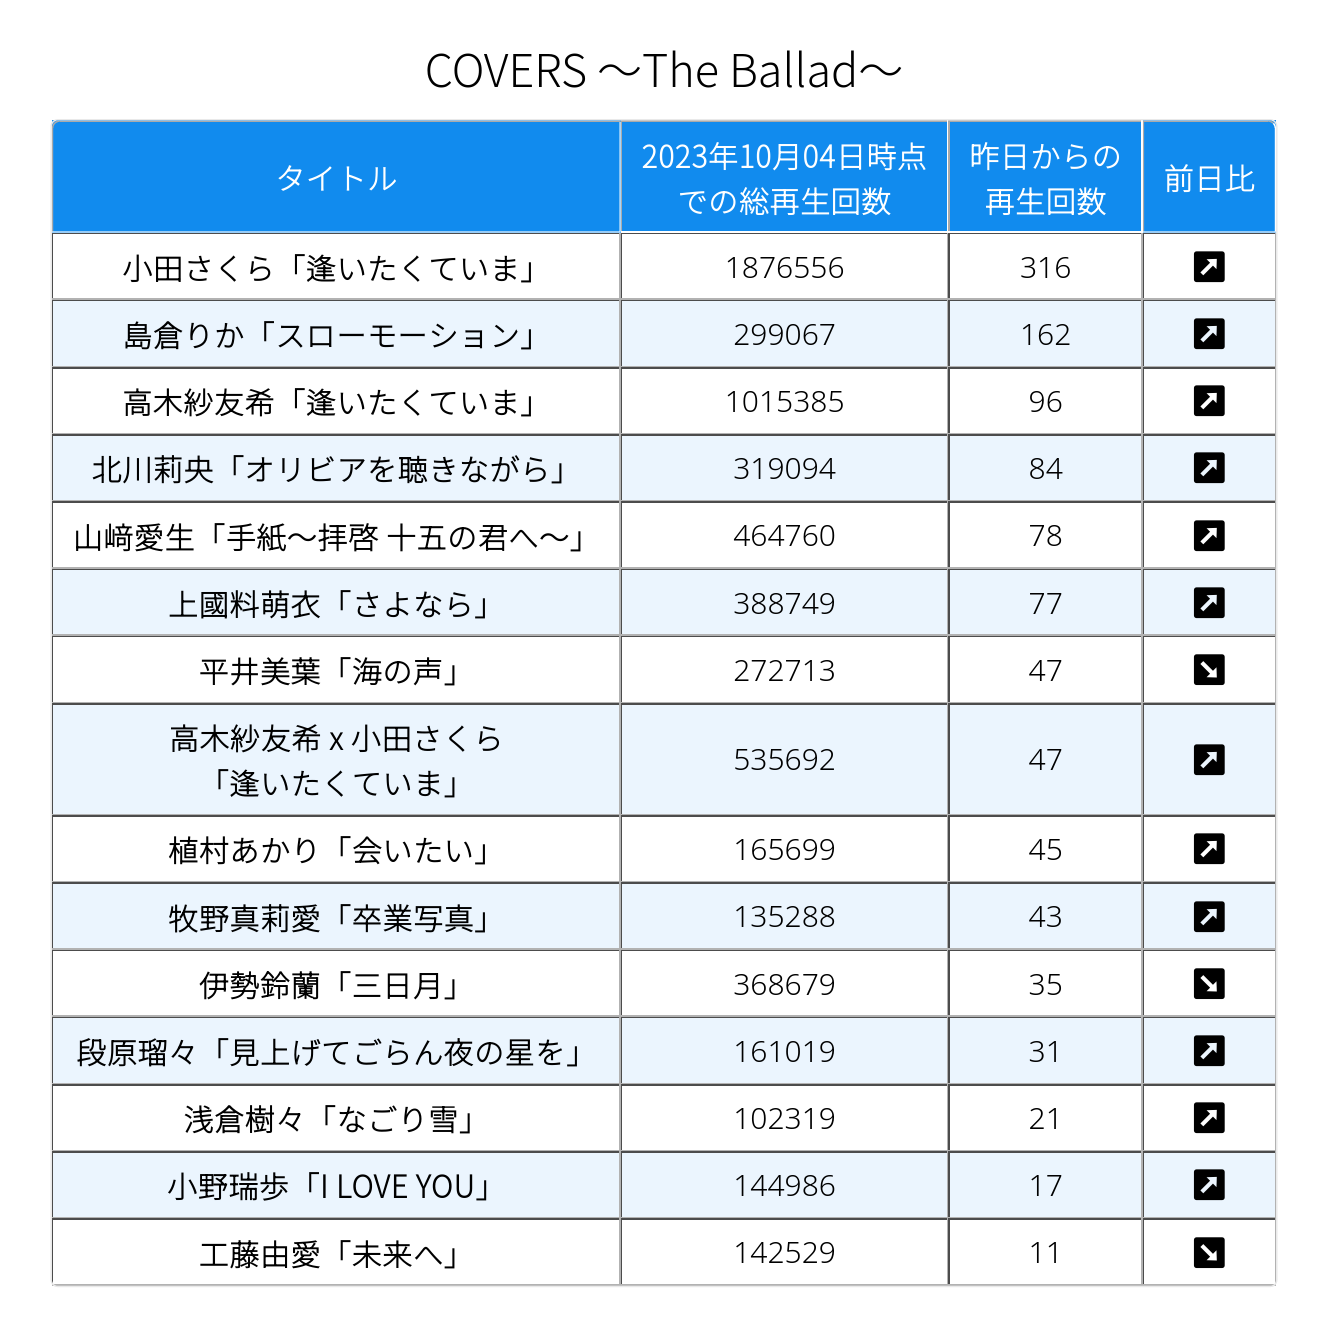 COVERS 〜The Ballad〜
タイトル
2023年10月04日時点
での総再生回数
昨日からの
再生回数
前日比
小田さくら「逢いたくていま」 1876556 316
島倉りか「スローモーション」 299067 162
高木紗友希「逢いたくていま」 1015385 96
北川莉央「オリビアを聴きながら」 319094 84
山﨑愛生「手紙〜拝啓 十五の君へ〜」 464760 78
上國料萌衣「さよなら」 388749 77
平井美葉「海の声」 272713 47
高木紗友希 x 小田さくら
「逢いたくていま」 535692 47
植村あかり「会いたい」 165699 45
牧野真莉愛「卒業写真」 135288 43
伊勢鈴蘭「三日月」 368679 35
段原瑠々「見上げてごらん夜の星を」 161019 31
浅倉樹々「なごり雪」 102319 21
小野瑞歩「I LOVE YOU」 144986 17
工藤由愛「未来へ」 142529 11